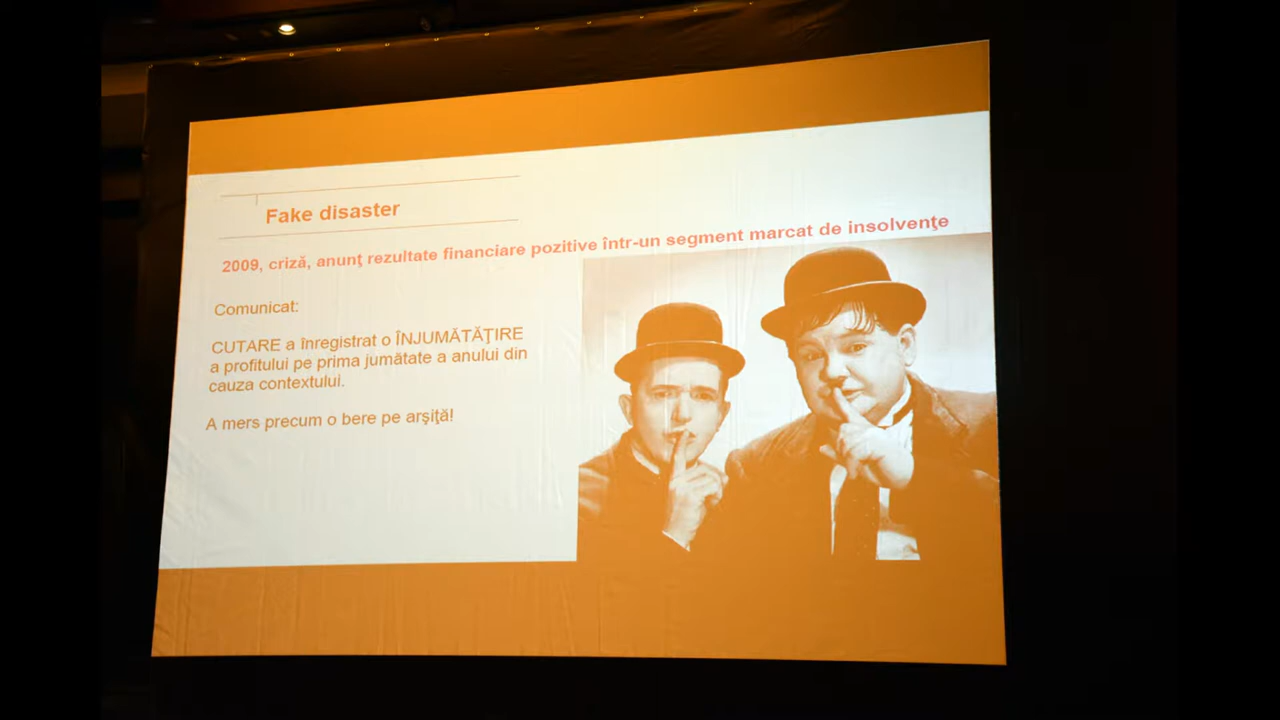 Fake disaster
2009, criză, anunţ rezultate financiare pozitive într-un segment marcat de insolvenţe
Comunicat:
CUTARE a înregistrat o ÎNJUMĂTĂŢIRE
a profitului pe prima jumătate a anului din
cauza contextului.
A mers precum o bere pe arşiţă!